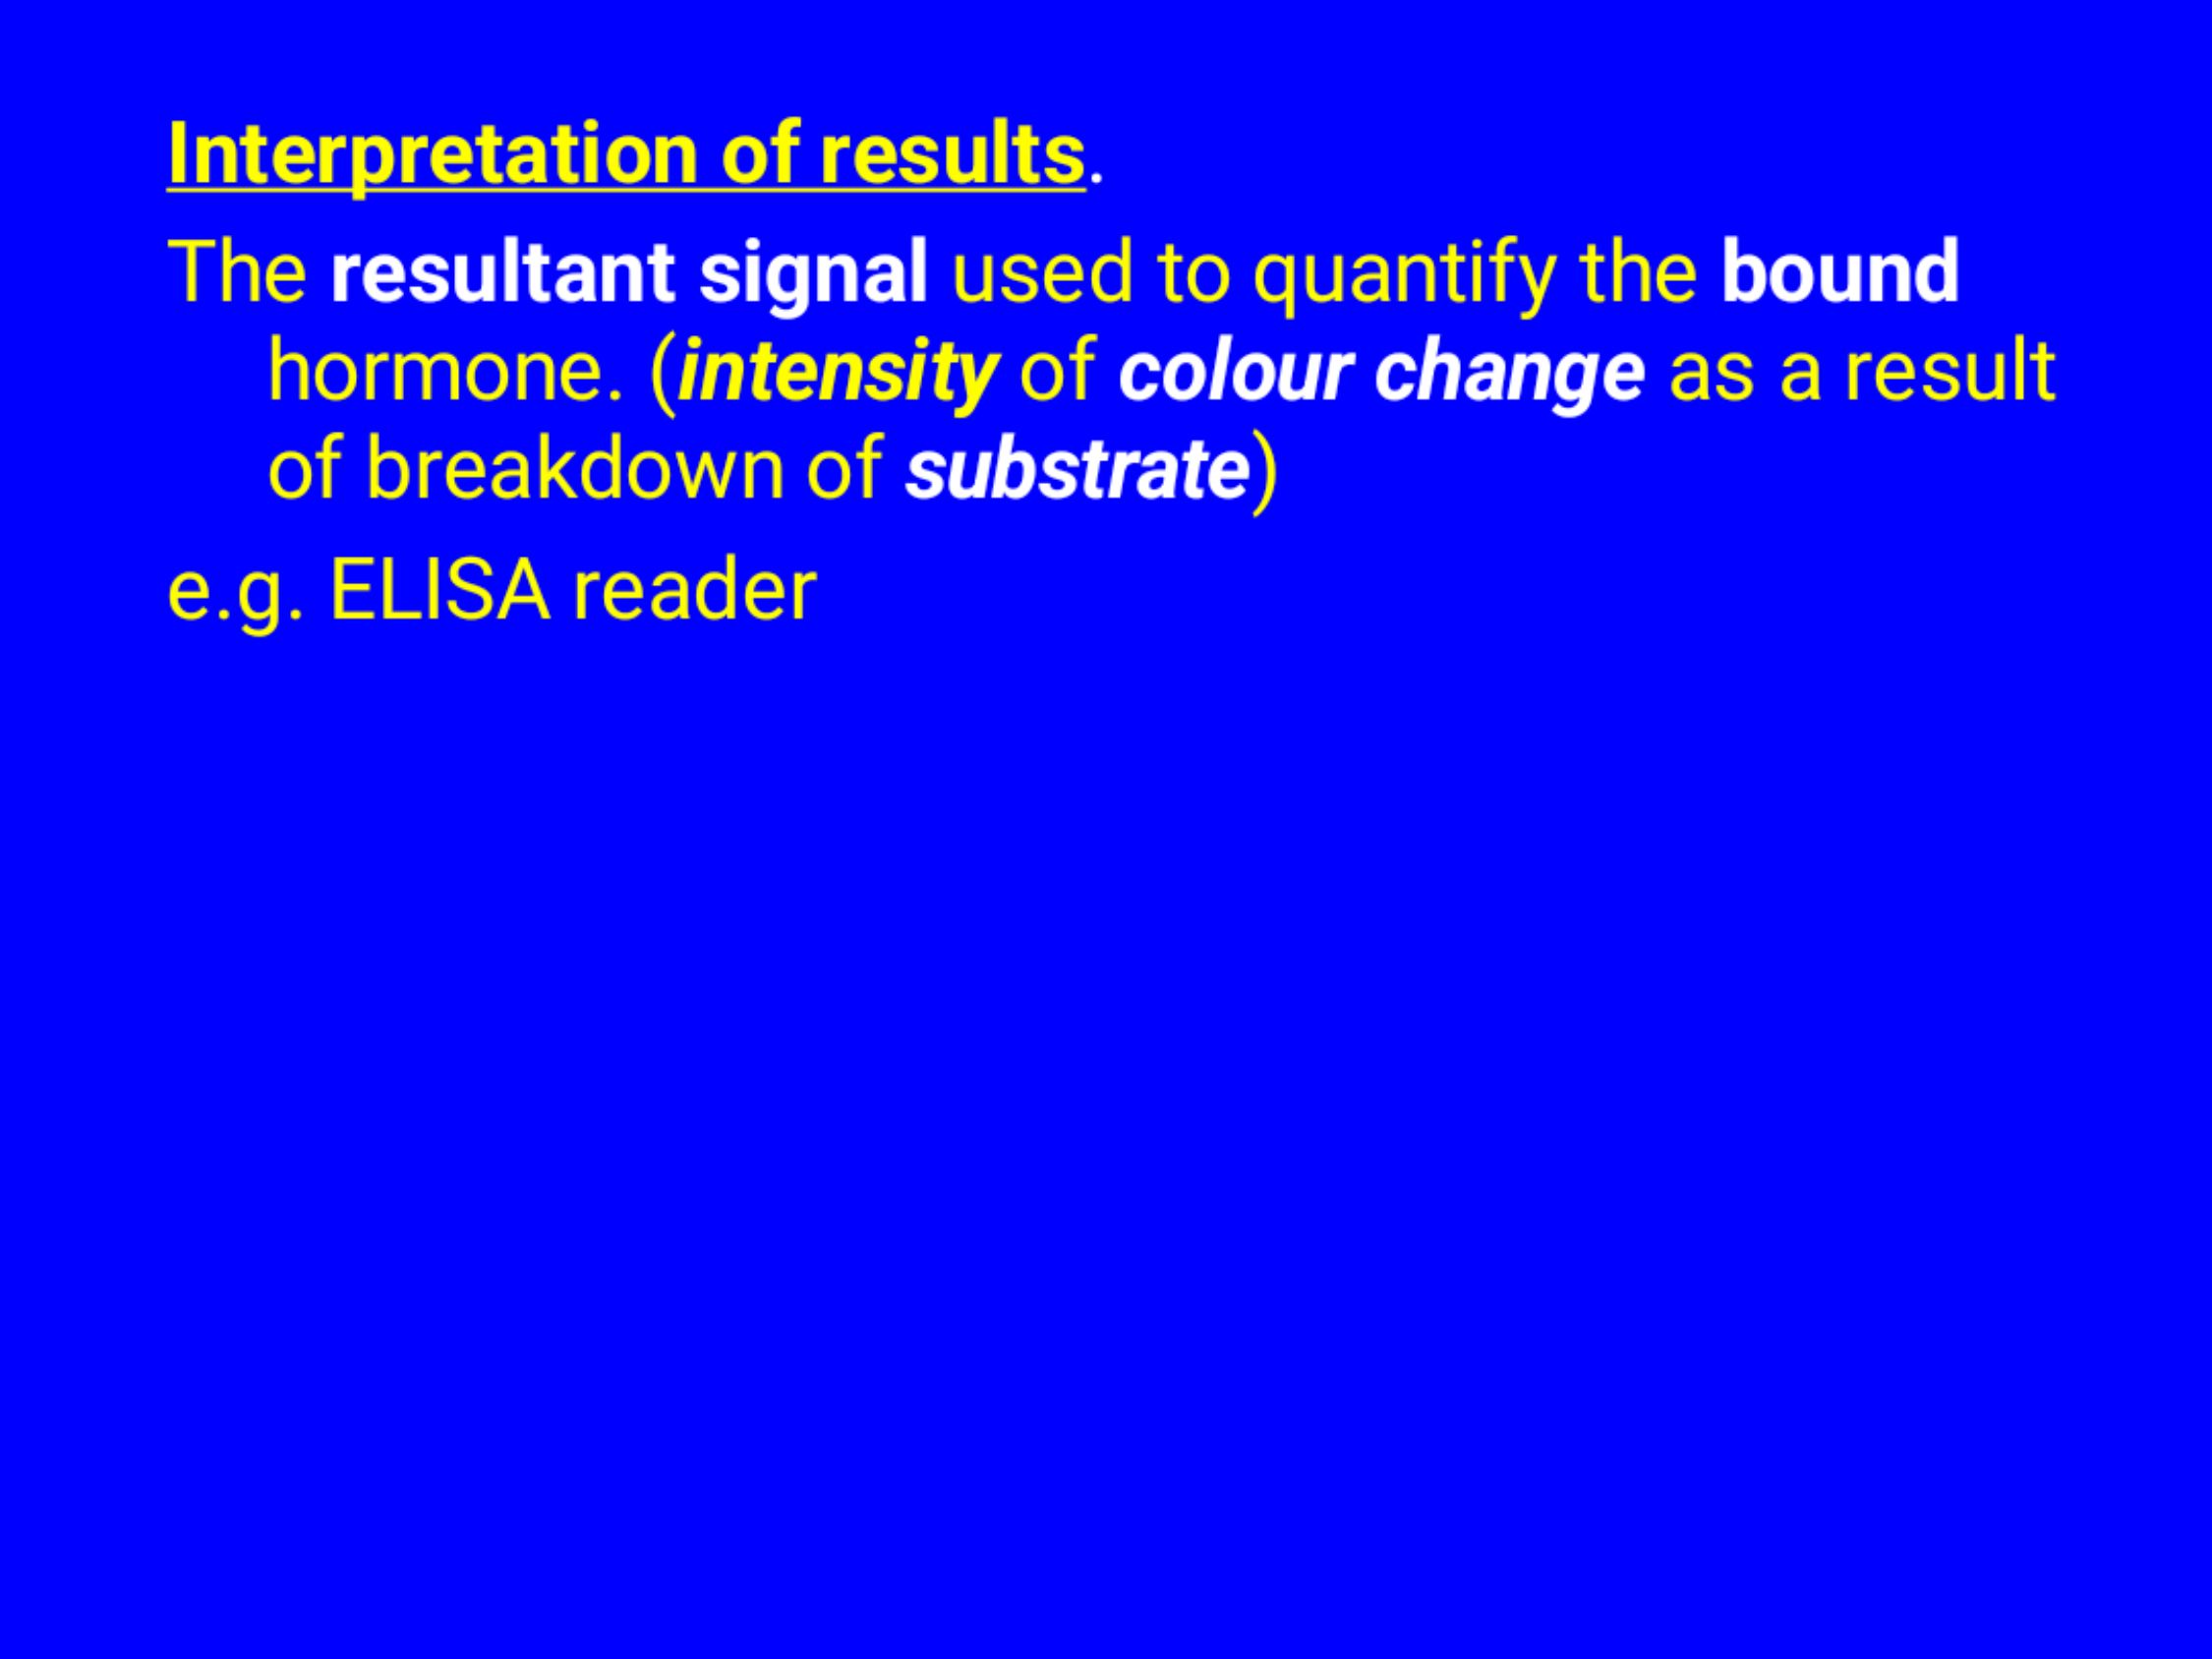 Interpretation of results.
The resultant signal used to quantify the bound
hormone. (intensity of colour change as a result
of breakdown of substrate)
e.g. ELISA reader